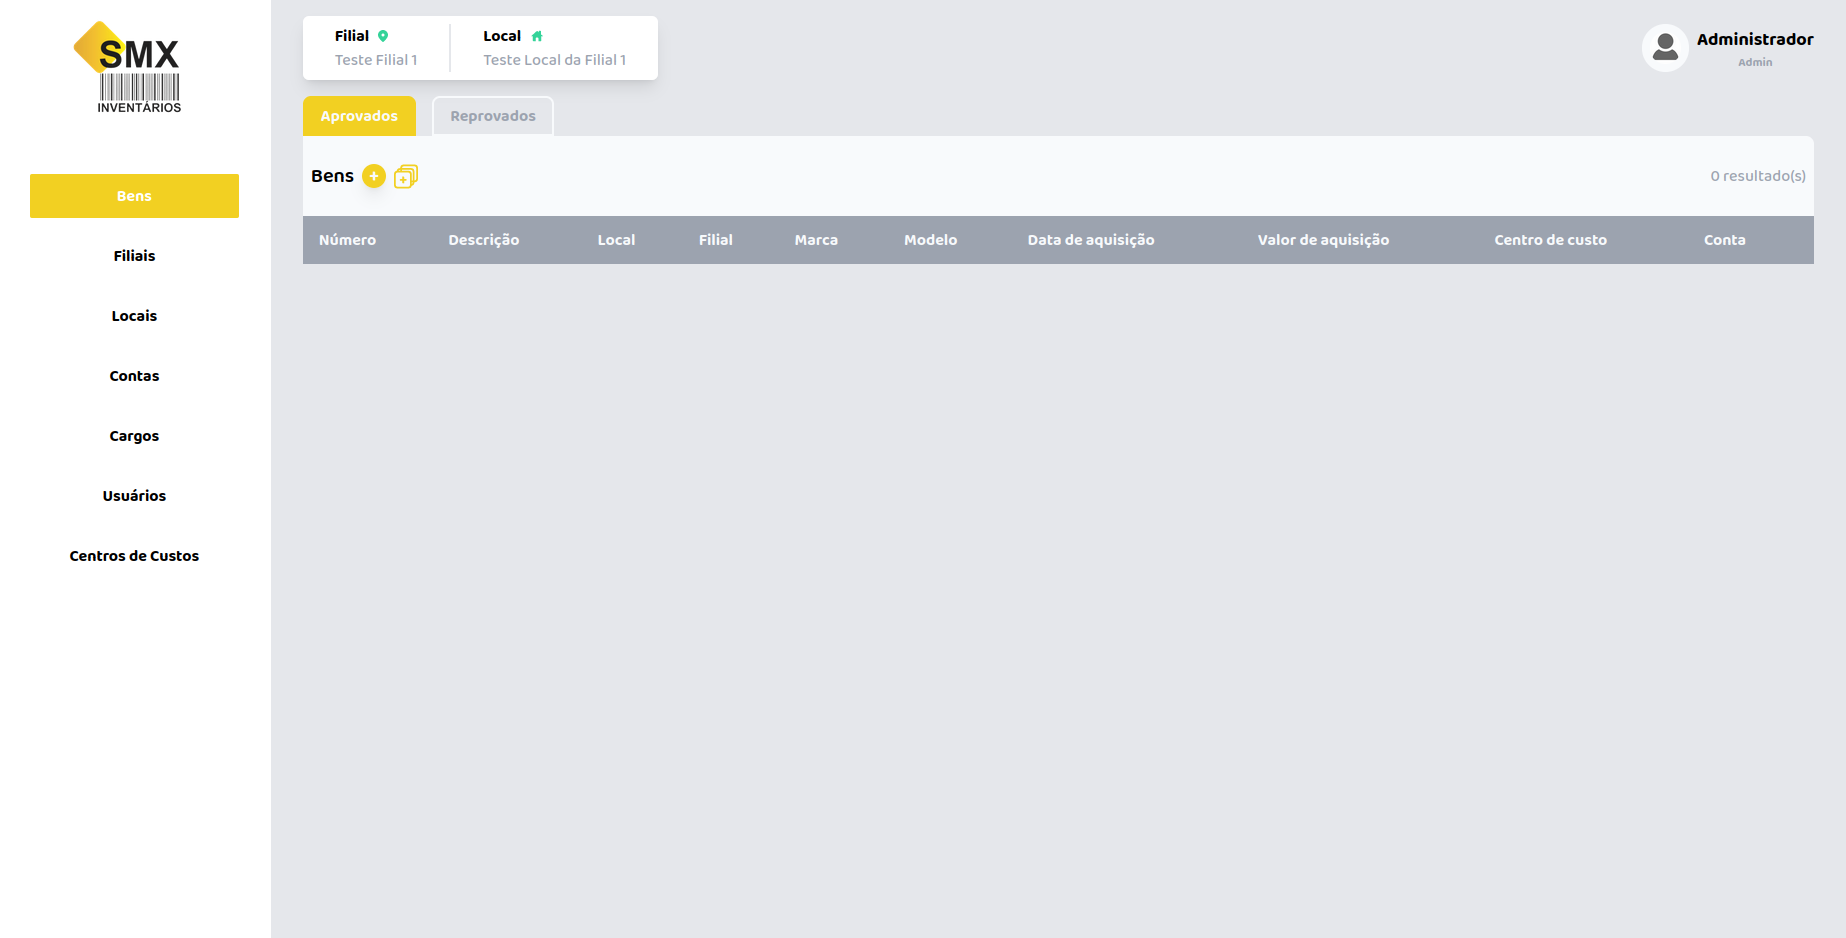 SMX
INVENTÁRIOS
Bens
Filiais
Locais
Contas
Cargos
Usuários
Centros de Custos
Filial
Teste Filial 1
Local
Teste Local da Filial 1
Administrador
Admin
Aprovados
Reprovados
Bens
0 resultado(s)
Número Descrição Local Filial Marca Modelo Data de aquisição Valor de aquisição Centro de custo Conta